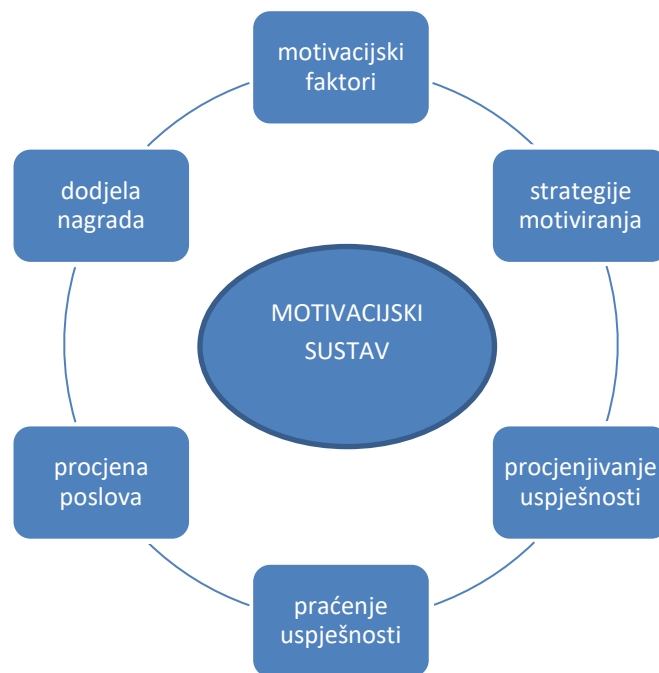 motivacijski
faktori
strategije
motiviranja
procjenjivanje
uspješnosti
praćenje
uspješnosti
procjena
poslova
dodjela
nagrada
MOTIVACIJSKI
SUSTAV